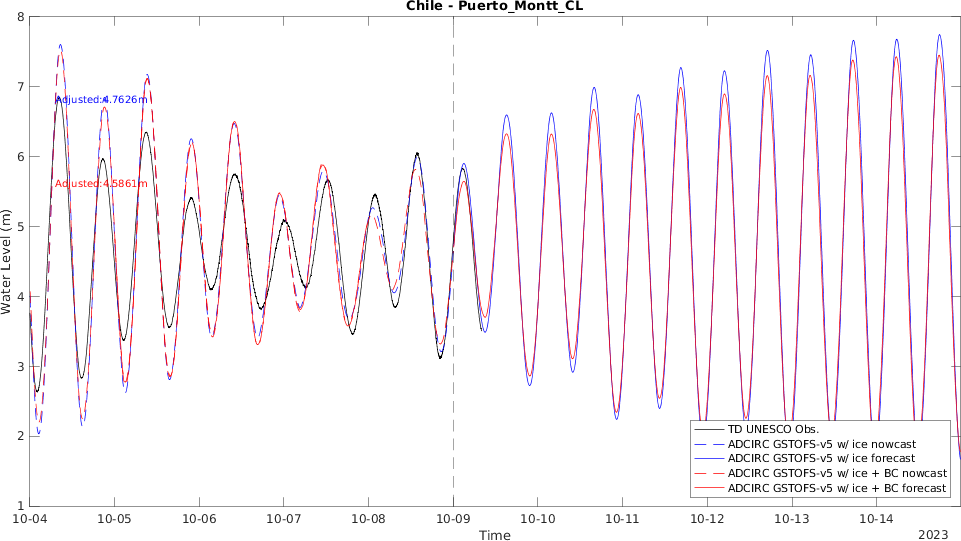 Chile - Puerto_Montt_CL
Water Level (m)
8
7
6
5
4
3
2
1
Adjusted:4.7626m
Adjusted:4.5861m
TD UNESCO Obs.
ADCIRC GSTOFS-v5 w/ ice nowcast
ADCIRC GSTOFS-v5 w/ ice forecast
ADCIRC GSTOFS-v5 w/ ice + BC nowcast
ADCIRC GSTOFS-v5 w/ ice + BC forecast
10-04 10-05 10-06 10-07 10-08 10-09 10-10 10-11 10-12 10-13 10-14
Time
2023